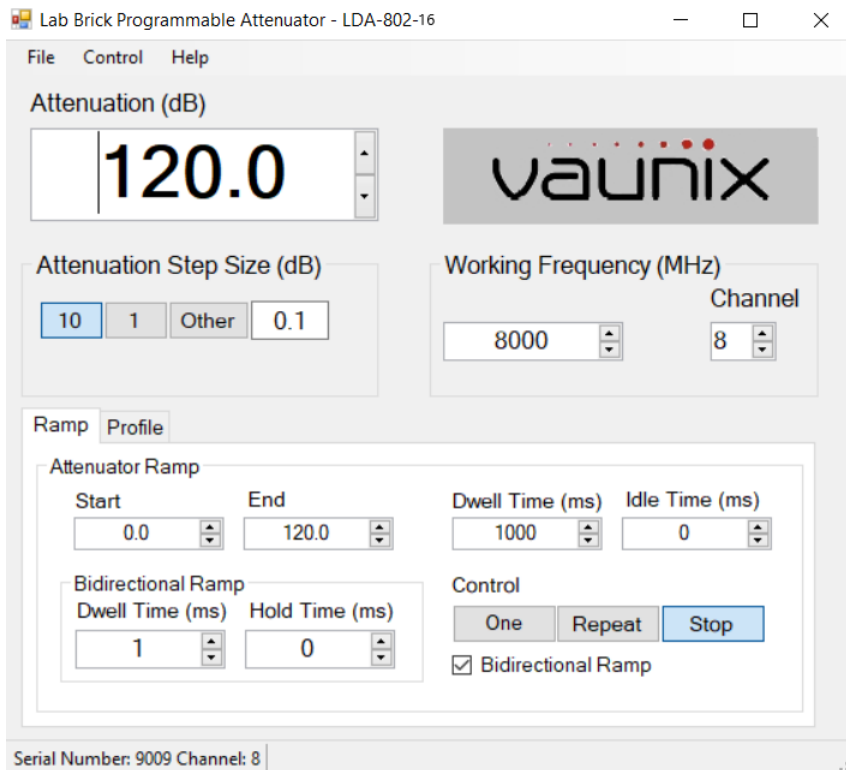 Lab Brick Programmable Attenuator - LDA-802-16
File Control Help
Attenuation (dB)
120.0
vaunix
Attenuation Step Size (dB)
10 1 Other 0.1
Working Frequency (MHz)
Channel
8000 8
Ramp Profile
Attenuator Ramp
Start End Dwell Time (ms) Idle Time (ms)
0.0 120.0 1000 0
Bidirectional Ramp
Dwell Time (ms) Hold Time (ms)
1 0
Control
One Repeat Stop
Bidirectional Ramp
Serial Number: 9009 Channel: 8